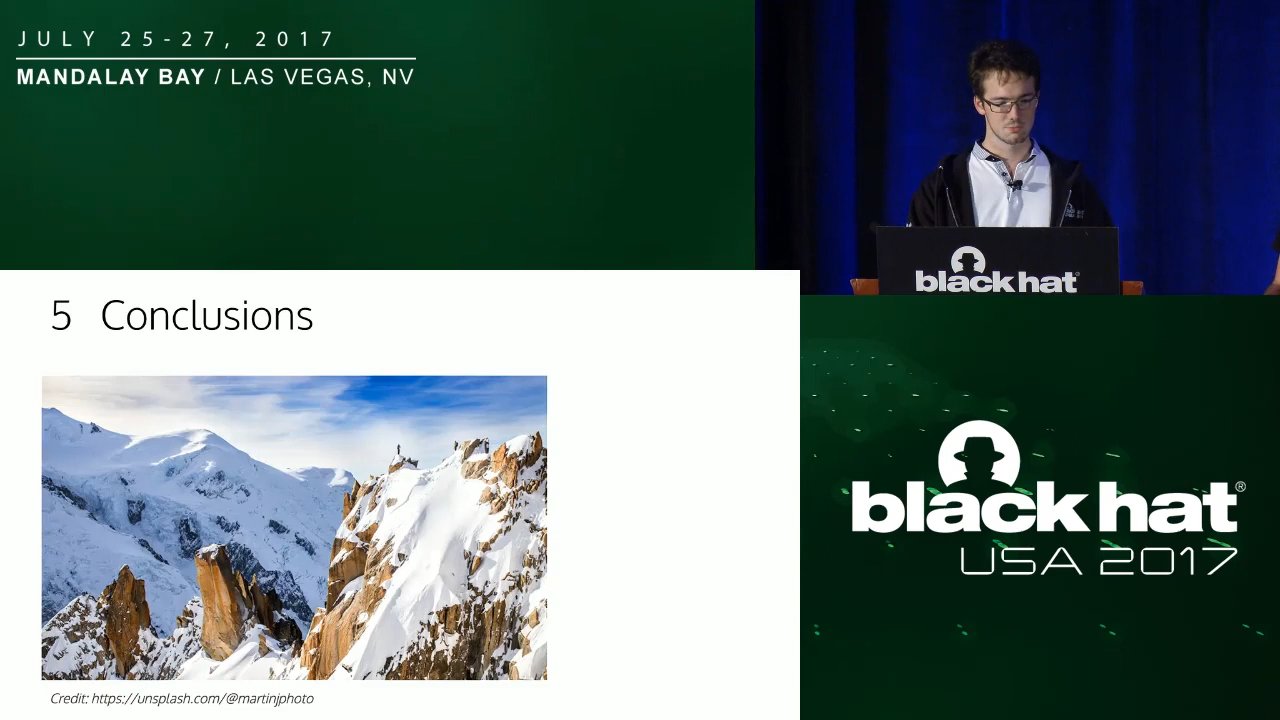 JULY 25-27, 2017
MANDALAY BAY / LAS VEGAS, NV
black hat®
5 Conclusions
Credit: https://unsplash.com/@martinjphoto
black hat®
USA 2017